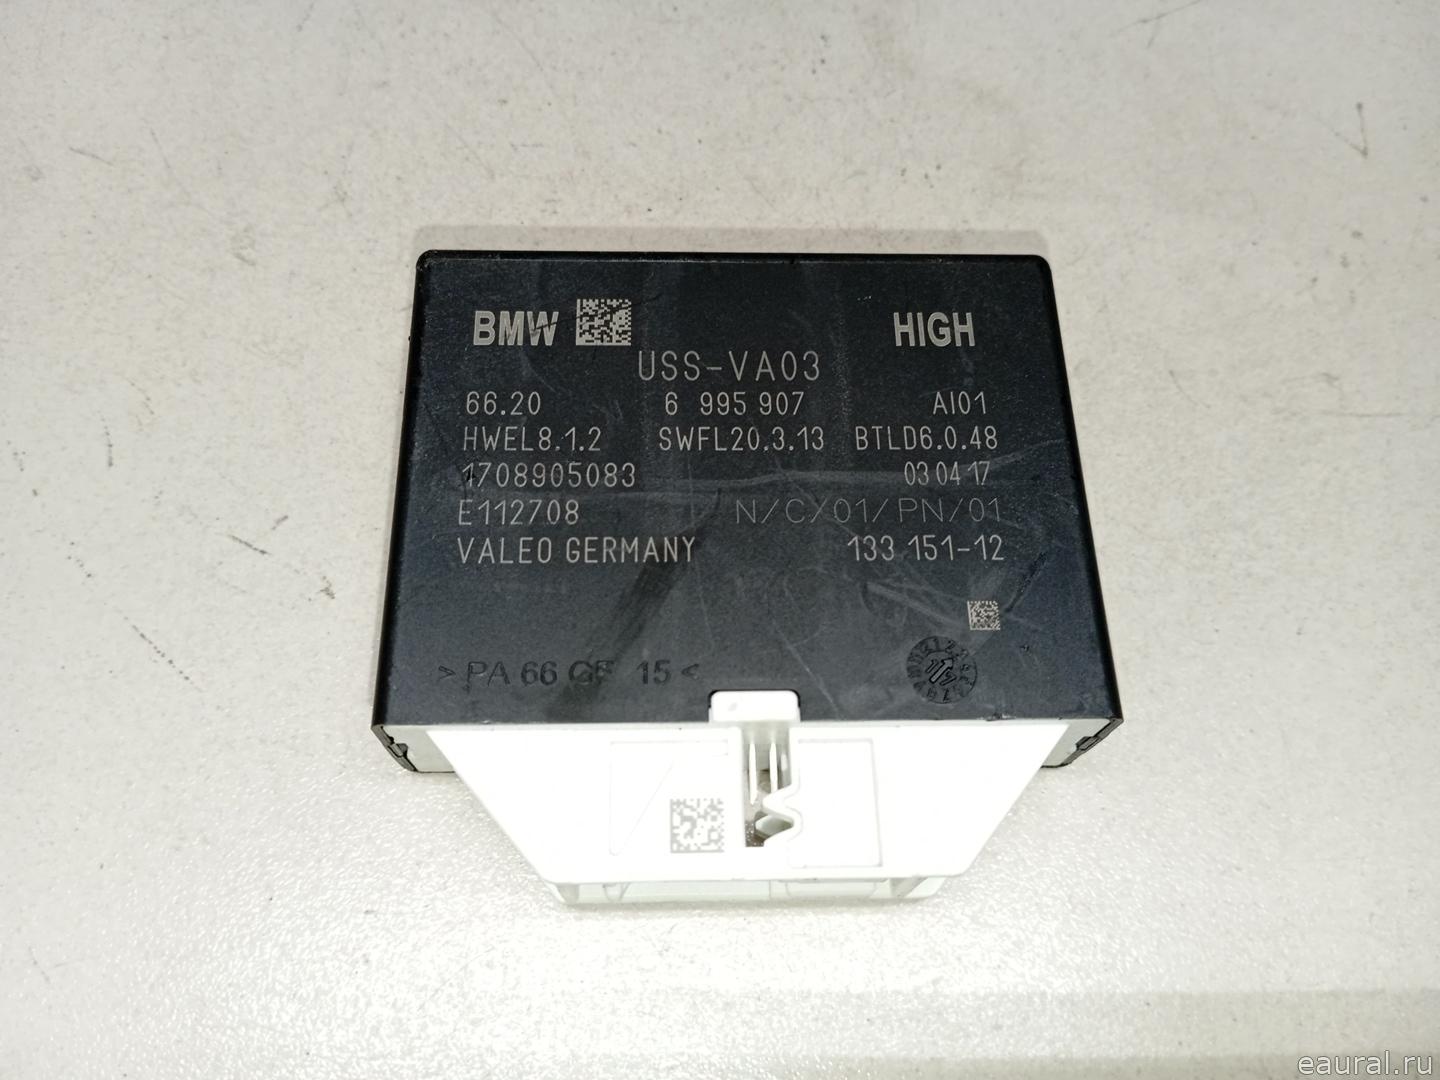 BMW HIGH
USS-VA03
66.20 6 995 907 AI01
HWEL8.1.2 SWFL20.3.13 BTLD6.0.48
1708905083 03 04 17
E112708 N/C/01/PN/01
VALEO GERMANY 133 151-12
>PA 66 GF 15<
eaural.ru